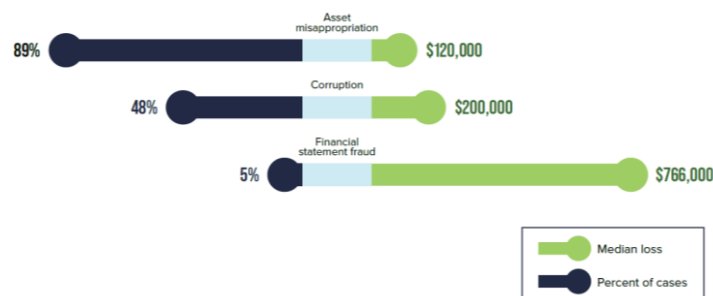 Asset
misappropriation
89%
$120,000
Corruption
48%
$200,000
Financial
statement fraud
5%
$766,000
Median loss
Percent of cases